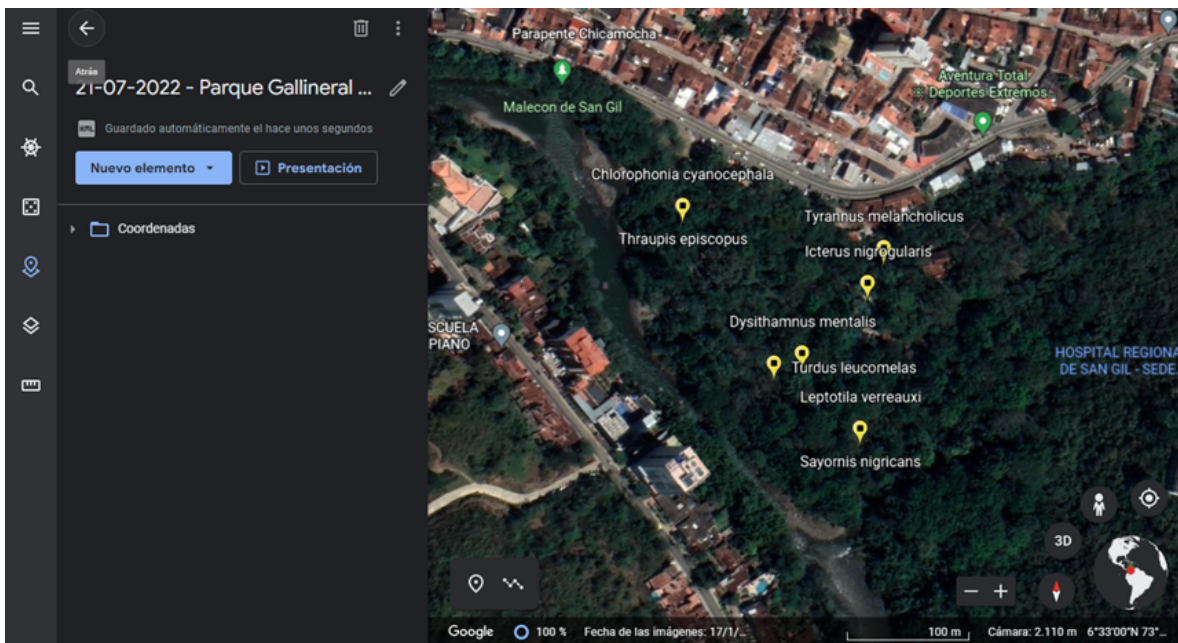 Atrás
21-07-2022 - Parque Gallineral ...
KML
Guardado automáticamente el hace unos segundos
Nuevo elemento
Presentación
Coordenadas
Parapente Chicamocha
Malecon de San Gil
Aventura Total
Deportes Extremos
Chlorophonia cyanocephala
Thraupis episcopus
Tyrannus melancholicus
Icterus nigrogularis
Dysithamnus mentalis
SCUELA
PIANO
Turdus leucomelas
HOSPITAL REGIONA
DE SAN GIL - SEDE
Leptotila verreauxi
Sayornis nigricans
3D
Google
100 %
Fecha de las imágenes: 17/1/...
100 m
Cámara: 2.110 m
6°33'00"N 73°...